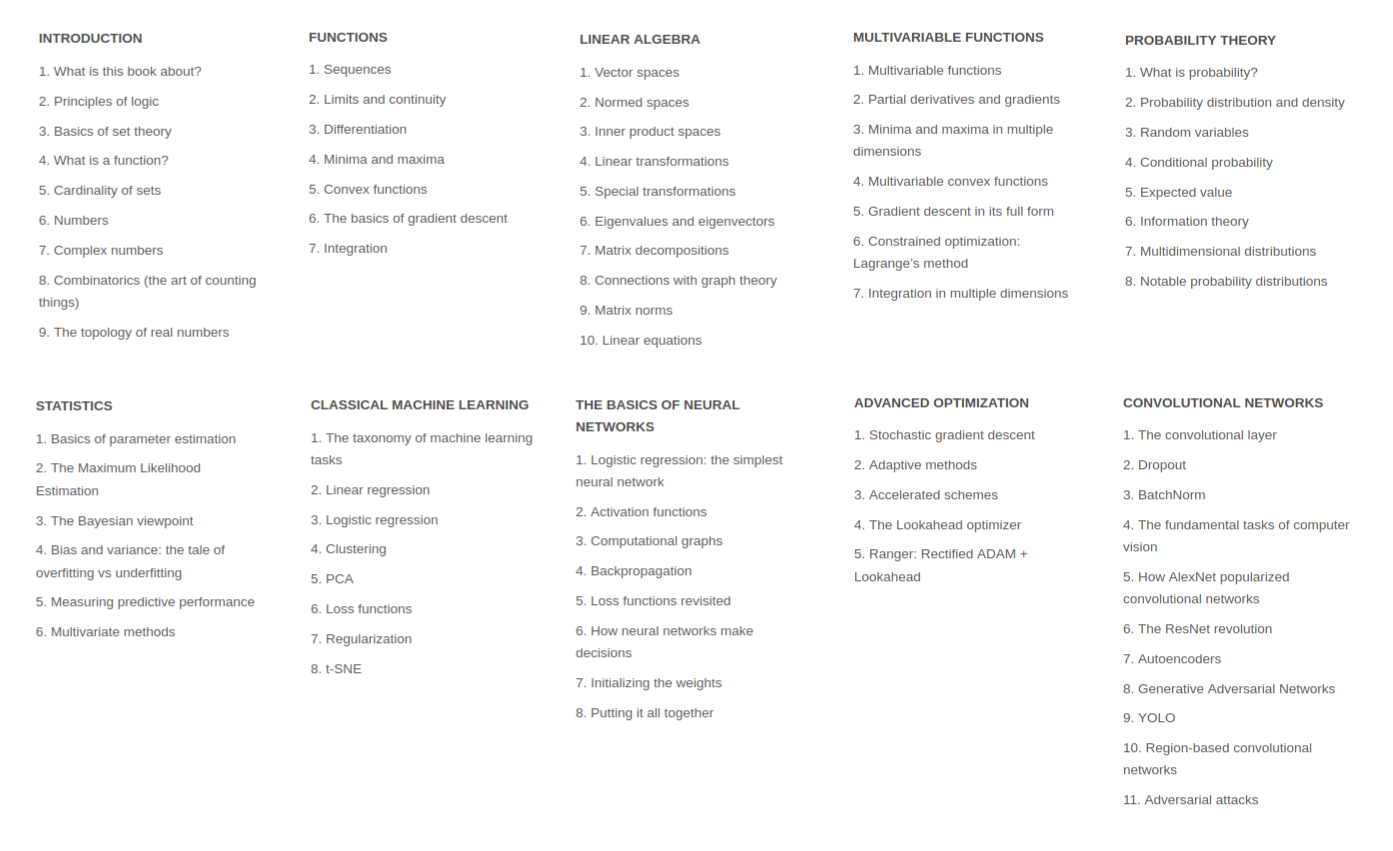 INTRODUCTION
1. What is this book about?
2. Principles of logic
3. Basics of set theory
4. What is a function?
5. Cardinality of sets
6. Numbers
7. Complex numbers
8. Combinatorics (the art of counting
things)
9. The topology of real numbers
FUNCTIONS
1. Sequences
2. Limits and continuity
3. Differentiation
4. Minima and maxima
5. Convex functions
6. The basics of gradient descent
7. Integration
LINEAR ALGEBRA
1. Vector spaces
2. Normed spaces
3. Inner product spaces
4. Linear transformations
5. Special transformations
6. Eigenvalues and eigenvectors
7. Matrix decompositions
8. Connections with graph theory
9. Matrix norms
10. Linear equations
MULTIVARIABLE FUNCTIONS
1. Multivariable functions
2. Partial derivatives and gradients
3. Minima and maxima in multiple
dimensions
4. Multivariable convex functions
5. Gradient descent in its full form
6. Constrained optimization:
Lagrange’s method
7. Integration in multiple dimensions
PROBABILITY THEORY
1. What is probability?
2. Probability distribution and density
3. Random variables
4. Conditional probability
5. Expected value
6. Information theory
7. Multidimensional distributions
8. Notable probability distributions
STATISTICS
1. Basics of parameter estimation
2. The Maximum Likelihood
Estimation
3. The Bayesian viewpoint
4. Bias and variance: the tale of
overfitting vs underfitting
5. Measuring predictive performance
6. Multivariate methods
CLASSICAL MACHINE LEARNING
1. The taxonomy of machine learning
tasks
2. Linear regression
3. Logistic regression
4. Clustering
5. PCA
6. Loss functions
7. Regularization
8. t-SNE
THE BASICS OF NEURAL
NETWORKS
1. Logistic regression: the simplest
neural network
2. Activation functions
3. Computational graphs
4. Backpropagation
5. Loss functions revisited
6. How neural networks make
decisions
7. Initializing the weights
8. Putting it all together
ADVANCED OPTIMIZATION
1. Stochastic gradient descent
2. Adaptive methods
3. Accelerated schemes
4. The Lookahead optimizer
5. Ranger: Rectified ADAM +
Lookahead
CONVOLUTIONAL NETWORKS
1. The convolutional layer
2. Dropout
3. BatchNorm
4. The fundamental tasks of computer
vision
5. How AlexNet popularized
convolutional networks
6. The ResNet revolution
7. Autoencoders
8. Generative Adversarial Networks
9. YOLO
10. Region-based convolutional
networks
11. Adversarial attacks